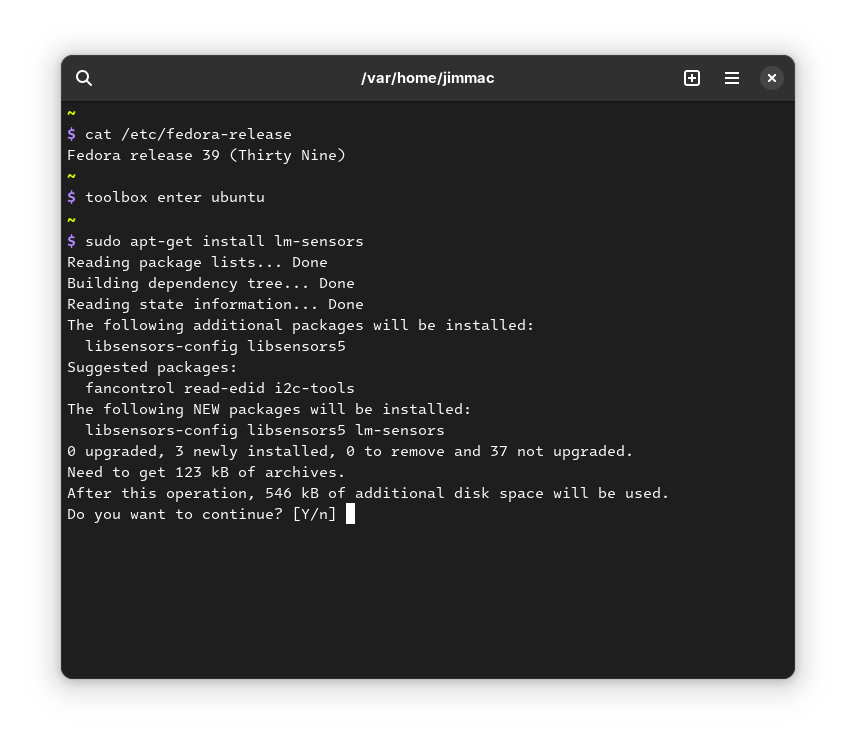 /var/home/jimmac
~
$ cat /etc/fedora-release
Fedora release 39 (Thirty Nine)
~
$ toolbox enter ubuntu
~
$ sudo apt-get install lm-sensors
Reading package lists... Done
Building dependency tree... Done
Reading state information... Done
The following additional packages will be installed:
  libsensors-config libsensors5
Suggested packages:
  fancontrol read-edid i2c-tools
The following NEW packages will be installed:
  libsensors-config libsensors5 lm-sensors
0 upgraded, 3 newly installed, 0 to remove and 37 not upgraded.
Need to get 123 kB of archives.
After this operation, 546 kB of additional disk space will be used.
Do you want to continue? [Y/n]